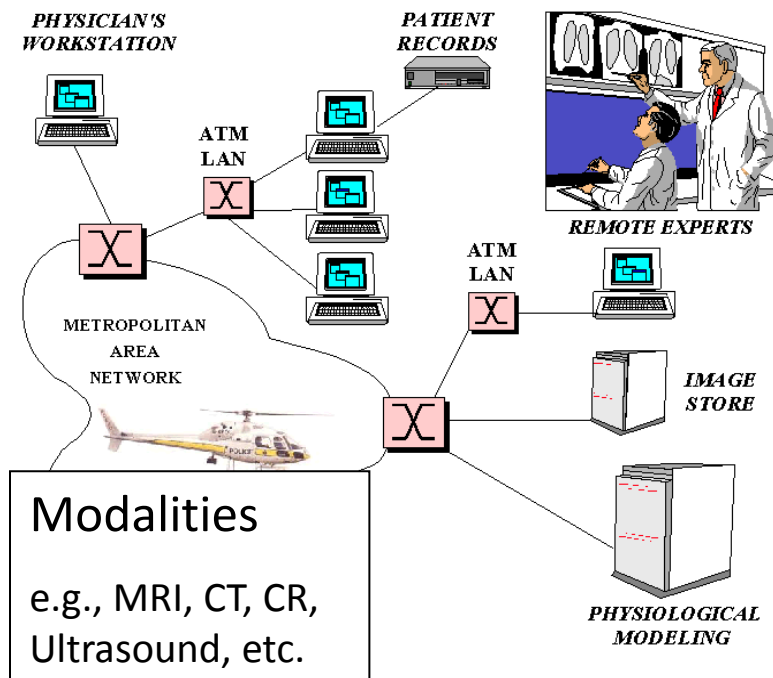 PHYSICIAN'S
WORKSTATION
PATIENT
RECORDS
ATM
LAN
REMOTE EXPERTS
ATM
LAN
METROPOLITAN
AREA
NETWORK
IMAGE
STORE
POLICE
Modalities
e.g., MRI, CT, CR,
Ultrasound, etc.
PHYSIOLOGICAL
MODELING